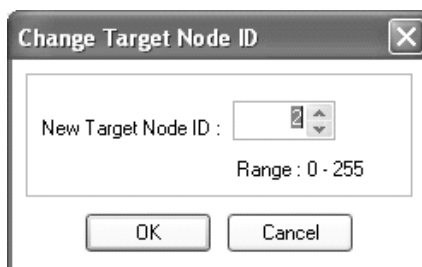 Change Target Node ID
New Target Node ID : 2
Range : 0 - 255
OK Cancel